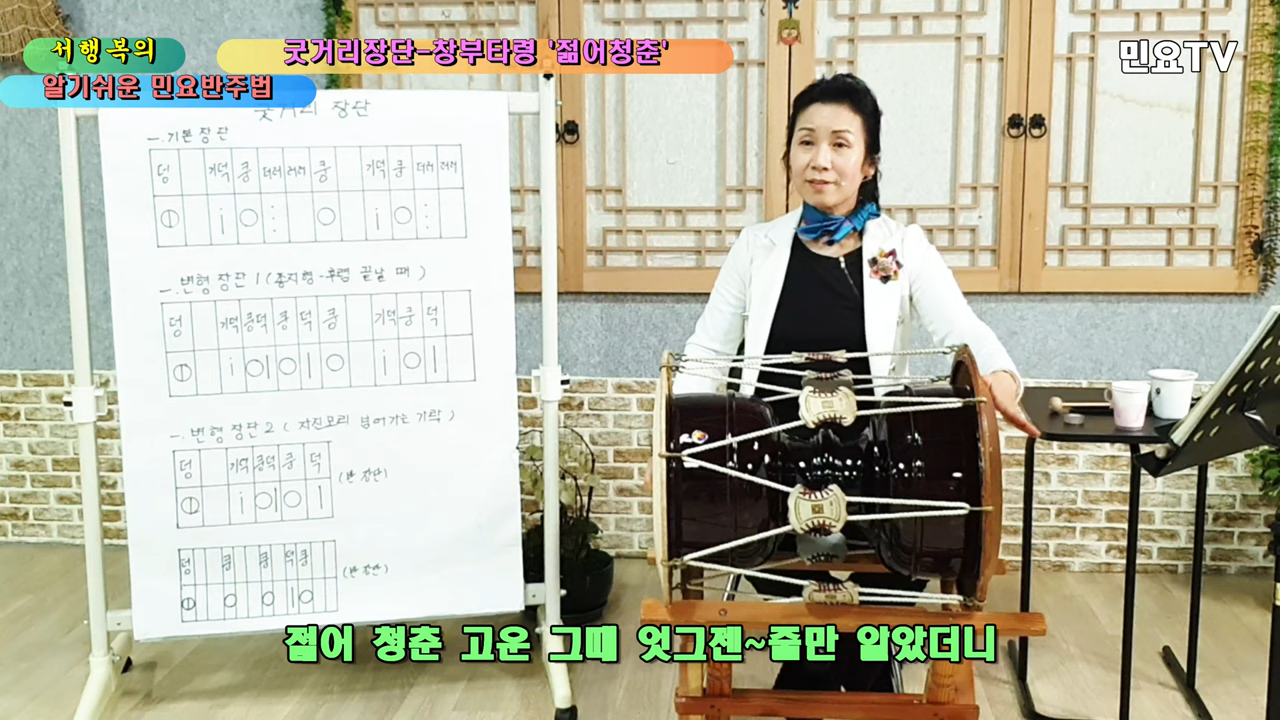 서행복의
굿거리장단-창부타령 '젊어청춘'
민요TV
알기쉬운 민요반주법
굿거리 장단
一. 기본장단
덩 기덕 쿵 더러 러러 쿵 기덕 쿵 더러 러러
一. 변형장단 1 (종지형-후렴 끝날 때)
덩 기덕 쿵덕 쿵 덕 쿵 기덕 쿵 덕
一. 변형장단 2 (자진모리 넘어가는 가락)
덩 기덕 쿵덕 쿵 덕
(반 장단)
덩 쿵 쿵 덕 쿵
(반 장단)
젊어 청춘 고운 그때 엇그젠~줄만 알았더니